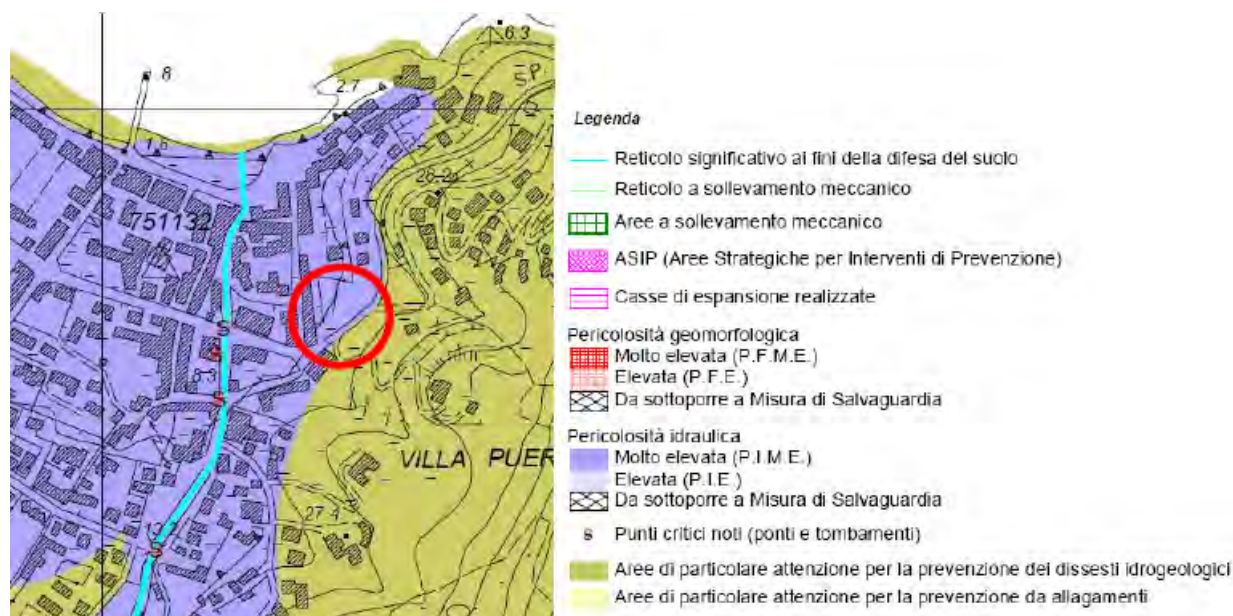 8
6.3
S.P.
2.7
28.2
751132
VILLA PUER
27.4
Legenda
Reticolo significativo ai fini della difesa del suolo
Reticolo a sollevamento meccanico
Aree a sollevamento meccanico
ASIP (Aree Strategiche per Interventi di Prevenzione)
Casse di espansione realizzate
Pericolosità geomorfologica
Molto elevata (P.F.M.E.)
Elevata (P.F.E.)
Da sottoporre a Misura di Salvaguardia
Pericolosità idraulica
Molto elevata (P.I.M.E.)
Elevata (P.I.E.)
Da sottoporre a Misura di Salvaguardia
s Punti critici noti (ponti e tombamenti)
Aree di particolare attenzione per la prevenzione dei dissesti idrogeologici
Aree di particolare attenzione per la prevenzione da allagamenti